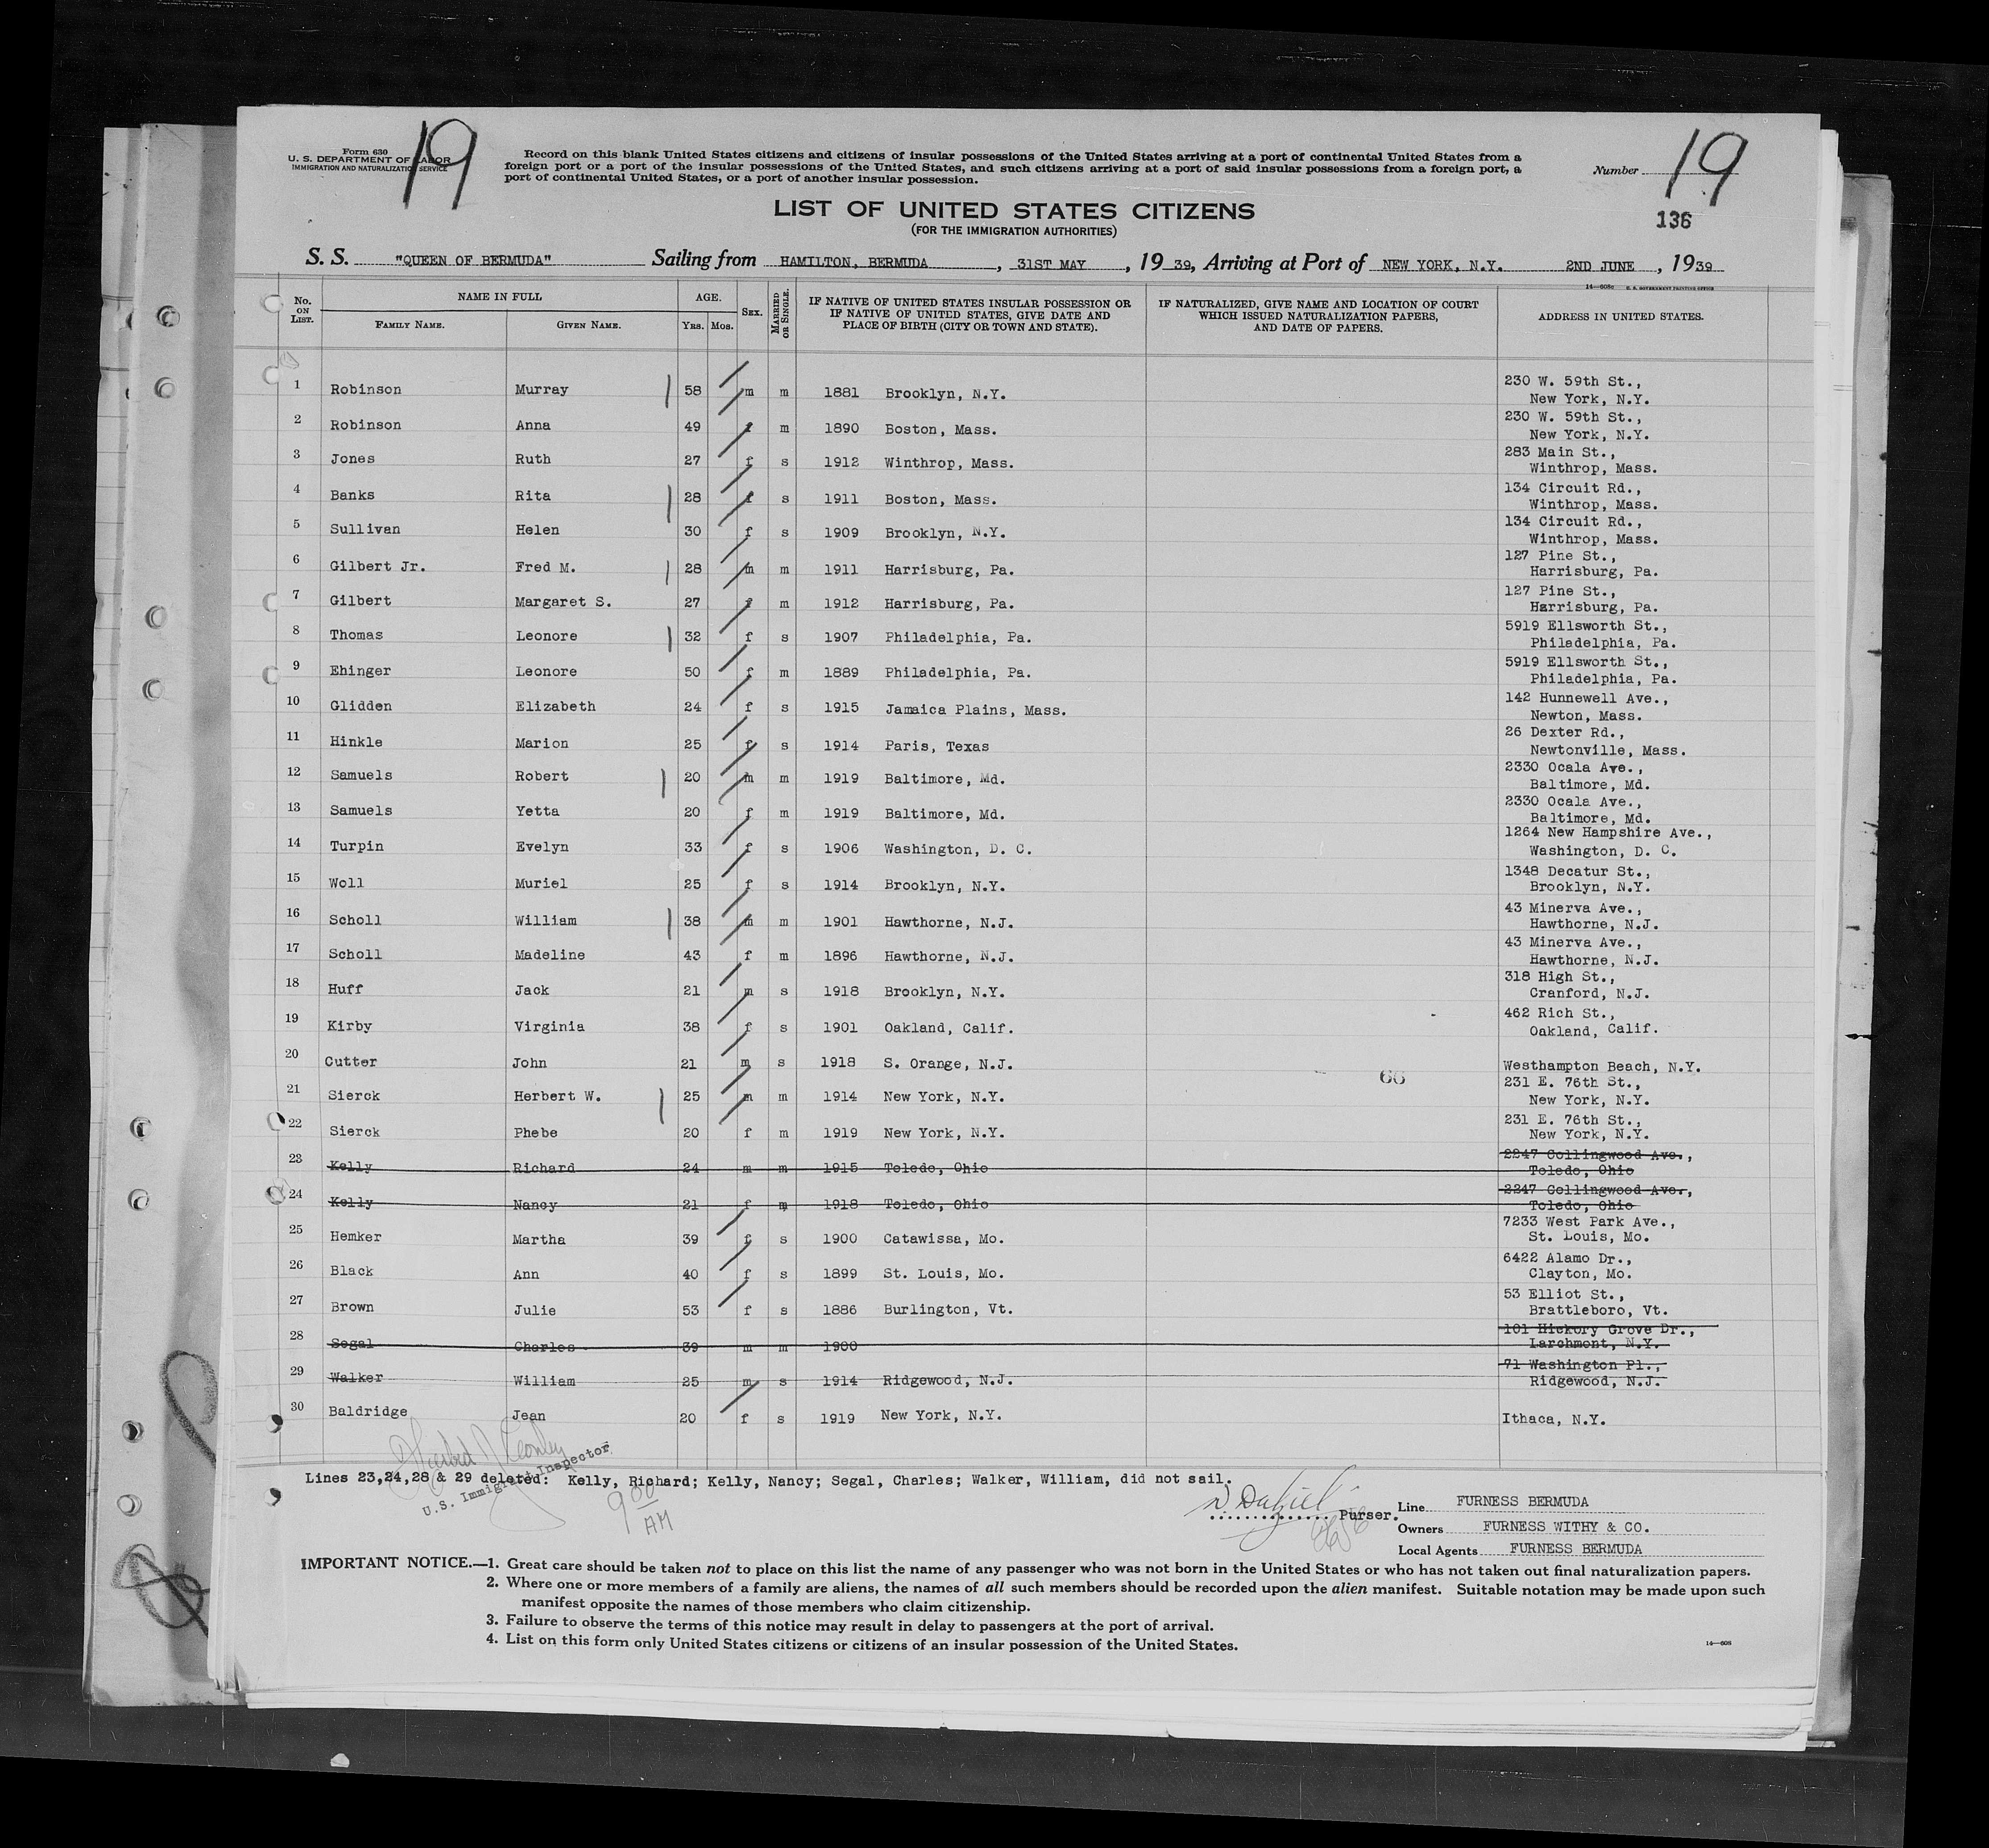 19
19
Form 630
U. S. DEPARTMENT OF LABOR
IMMIGRATION AND NATURALIZATION SERVICE
Record on this blank United States citizens and citizens of insular possessions of the United States arriving at a port of continental United States from a
foreign port or a port of the insular possessions of the United States, and such citizens arriving at a port of said insular possessions from a foreign port, a
port of continental United States, or a port of another insular possession.
Number
136
LIST OF UNITED STATES CITIZENS
(FOR THE IMMIGRATION AUTHORITIES)
S. S. "QUEEN OF BERMUDA" Sailing from HAMILTON, BERMUDA, 31ST MAY, 19 39, Arriving at Port of NEW YORK, N.Y. 2ND JUNE, 1939
14—608c U. S. GOVERNMENT PRINTING OFFICE
No. ON LIST. NAME IN FULL AGE. SEX. MARRIED OR SINGLE. IF NATIVE OF UNITED STATES INSULAR POSSESSION OR IF NATIVE OF UNITED STATES, GIVE DATE AND PLACE OF BIRTH (CITY OR TOWN AND STATE). IF NATURALIZED, GIVE NAME AND LOCATION OF COURT WHICH ISSUED NATURALIZATION PAPERS, AND DATE OF PAPERS. ADDRESS IN UNITED STATES.
FAMILY NAME. GIVEN NAME. YRS. MOS.
1 Robinson Murray 58 m m 1881 Brooklyn, N.Y. 230 W. 59th St.,
New York, N.Y.
2 Robinson Anna 49 f m 1890 Boston, Mass. 230 W. 59th St.,
New York, N.Y.
3 Jones Ruth 27 f s 1912 Winthrop, Mass. 283 Main St.,
Winthrop, Mass.
4 Banks Rita 28 f s 1911 Boston, Mass. 134 Circuit Rd.,
Winthrop, Mass.
5 Sullivan Helen 30 f s 1909 Brooklyn, N.Y. 134 Circuit Rd.,
Winthrop, Mass.
6 Gilbert Jr. Fred M. 28 m m 1911 Harrisburg, Pa. 127 Pine St.,
Harrisburg, Pa.
7 Gilbert Margaret S. 27 f m 1912 Harrisburg, Pa. 127 Pine St.,
Harrisburg, Pa.
8 Thomas Leonore 32 f s 1907 Philadelphia, Pa. 5919 Ellsworth St.,
Philadelphia, Pa.
9 Ehinger Leonore 50 f m 1889 Philadelphia, Pa. 5919 Ellsworth St.,
Philadelphia, Pa.
10 Glidden Elizabeth 24 f s 1915 Jamaica Plains, Mass. 142 Hunnewell Ave.,
Newton, Mass.
11 Hinkle Marion 25 f s 1914 Paris, Texas 26 Dexter Rd.,
Newtonville, Mass.
12 Samuels Robert 20 m m 1919 Baltimore, Md. 2330 Ocala Ave.,
Baltimore, Md.
13 Samuels Yetta 20 f m 1919 Baltimore, Md. 2330 Ocala Ave.,
Baltimore, Md.
14 Turpin Evelyn 33 f s 1906 Washington, D. C. 1264 New Hampshire Ave.,
Washington, D. C.
15 Woll Muriel 25 f s 1914 Brooklyn, N.Y. 1348 Decatur St.,
Brooklyn, N.Y.
16 Scholl William 38 m m 1901 Hawthorne, N.J. 43 Minerva Ave.,
Hawthorne, N.J.
17 Scholl Madeline 43 f m 1896 Hawthorne, N.J. 43 Minerva Ave.,
Hawthorne, N.J.
18 Huff Jack 21 m s 1918 Brooklyn, N.Y. 318 High St.,
Cranford, N.J.
19 Kirby Virginia 38 f s 1901 Oakland, Calif. 462 Rich St.,
Oakland, Calif.
20 Cutter John 21 m s 1918 S. Orange, N.J. Westhampton Beach, N.Y.
66
21 Sierck Herbert W. 25 m m 1914 New York, N.Y. 231 E. 76th St.,
New York, N.Y.
22 Sierck Phebe 20 f m 1919 New York, N.Y. 231 E. 76th St.,
New York, N.Y.
23 Kelly Richard 24 m m 1915 Toledo, Ohio 2247 Collingwood Ave.,
Toledo, Ohio
24 Kelly Nancy 21 f m 1918 Toledo, Ohio 2247 Collingwood Ave.,
Toledo, Ohio
25 Hemker Martha 39 f s 1900 Catawissa, Mo. 7233 West Park Ave.,
St. Louis, Mo.
26 Black Ann 40 f s 1899 St. Louis, Mo. 6422 Alamo Dr.,
Clayton, Mo.
27 Brown Julie 53 f s 1886 Burlington, Vt. 53 Elliot St.,
Brattleboro, Vt.
28 Segal Charles 39 m m 1900 101 Hickory Grove Dr.,
Larchmont, N.Y.
29 Walker William 25 m s 1914 Ridgewood, N.J. 71 Washington Pl.,
Ridgewood, N.J.
30 Baldridge Jean 20 f s 1919 New York, N.Y. Ithaca, N.Y.
U.S. Immigrant Inspector
Lines 23,24,28 & 29 deleted: Kelly, Richard; Kelly, Nancy; Segal, Charles; Walker, William, did not sail.
9 00 AM
Purser.
Line FURNESS BERMUDA
Owners FURNESS WITHY & CO.
Local Agents FURNESS BERMUDA
IMPORTANT NOTICE.—1. Great care should be taken not to place on this list the name of any passenger who was not born in the United States or who has not taken out final naturalization papers.
2. Where one or more members of a family are aliens, the names of all such members should be recorded upon the alien manifest. Suitable notation may be made upon such
manifest opposite the names of those members who claim citizenship.
3. Failure to observe the terms of this notice may result in delay to passengers at the port of arrival.
4. List on this form only United States citizens or citizens of an insular possession of the United States.
14—608